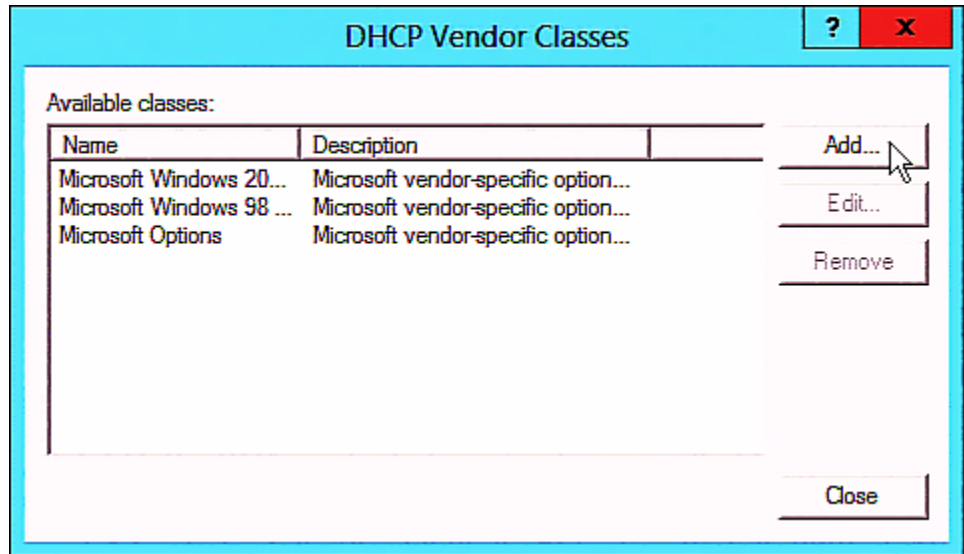 DHCP Vendor Classes
?
x
Available classes:
Name Description
Microsoft Windows 20... Microsoft vendor-specific option...
Microsoft Windows 98 ... Microsoft vendor-specific option...
Microsoft Options Microsoft vendor-specific option...
Add...
Edit...
Remove
Close